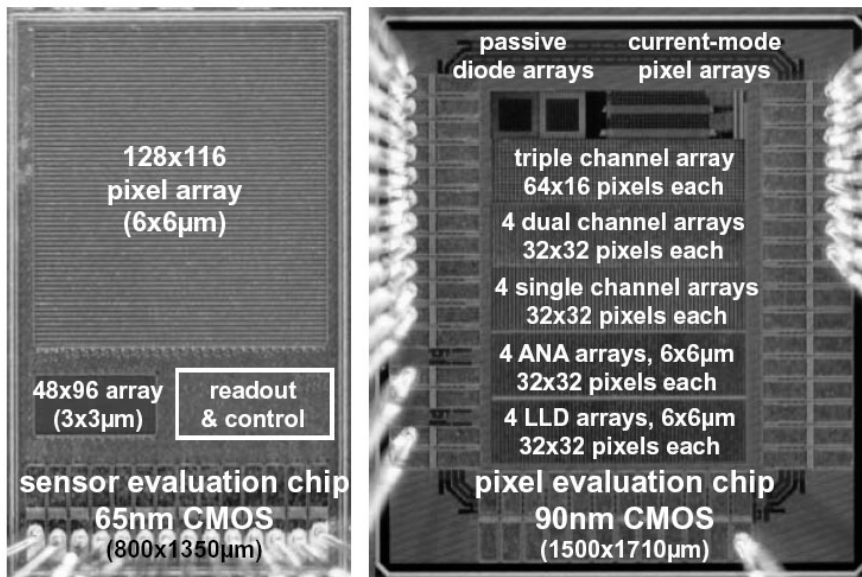 128x116
pixel array
(6x6µm)
48x96 array
(3x3µm)
readout
& control
sensor evaluation chip
65nm CMOS
(800x1350µm)
passive
diode arrays
current-mode
pixel arrays
triple channel array
64x16 pixels each
4 dual channel arrays
32x32 pixels each
4 single channel arrays
32x32 pixels each
4 ANA arrays, 6x6µm
32x32 pixels each
4 LLD arrays, 6x6µm
32x32 pixels each
pixel evaluation chip
90nm CMOS
(1500x1710µm)